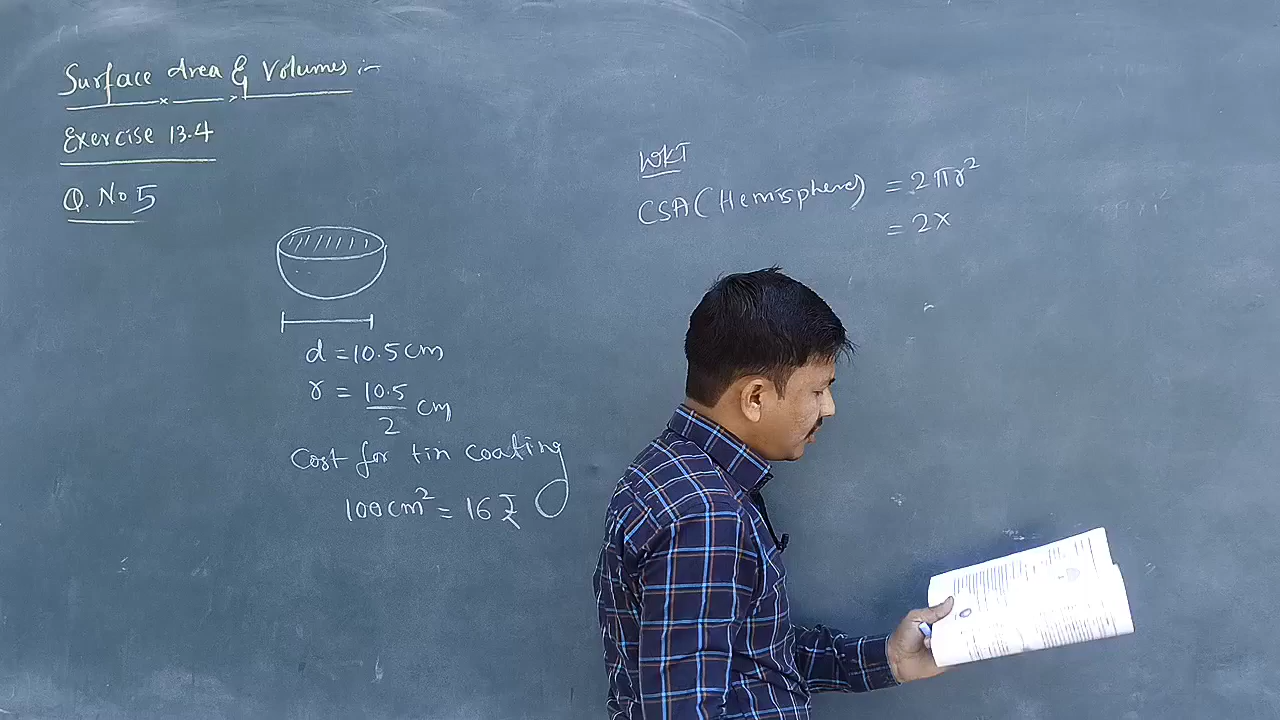 Surface Area & Volumes :-
Exercise 13.4
Q. No 5
d = 10.5 cm
r = 10.5/2 cm
Cost for tin coating
100 cm² = 16 ₹
WKT
CSA (Hemisphere) = 2πr²
= 2×